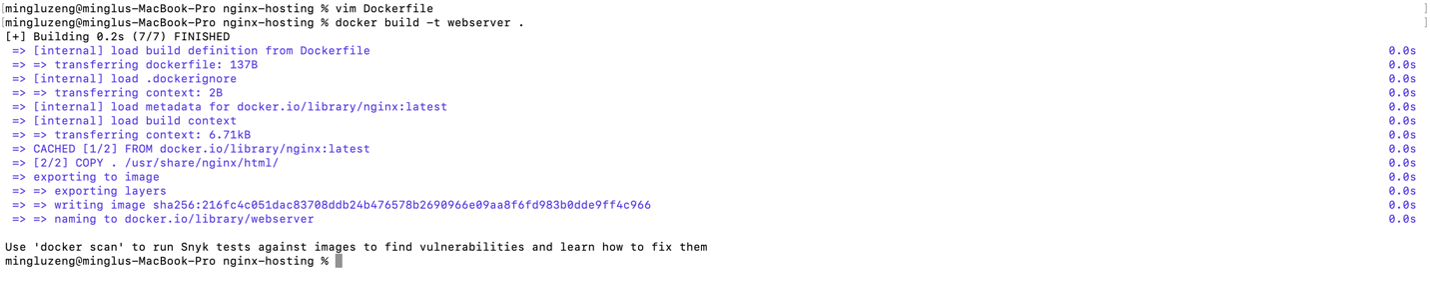 [mingluzeng@minglus-MacBook-Pro nginx-hosting % vim Dockerfile ]
[mingluzeng@minglus-MacBook-Pro nginx-hosting % docker build -t webserver . ]
[+] Building 0.2s (7/7) FINISHED
=> [internal] load build definition from Dockerfile 0.0s
=> => transferring dockerfile: 137B 0.0s
=> [internal] load .dockerignore 0.0s
=> => transferring context: 2B 0.0s
=> [internal] load metadata for docker.io/library/nginx:latest 0.0s
=> [internal] load build context 0.0s
=> => transferring context: 6.71kB 0.0s
=> CACHED [1/2] FROM docker.io/library/nginx:latest 0.0s
=> [2/2] COPY . /usr/share/nginx/html/ 0.0s
=> exporting to image 0.0s
=> => exporting layers 0.0s
=> => writing image sha256:216fc4c051dac83708ddb24b476578b2690966e09aa8f6fd983b0dde9ff4c966 0.0s
=> => naming to docker.io/library/webserver 0.0s
Use 'docker scan' to run Snyk tests against images to find vulnerabilities and learn how to fix them
mingluzeng@minglus-MacBook-Pro nginx-hosting %